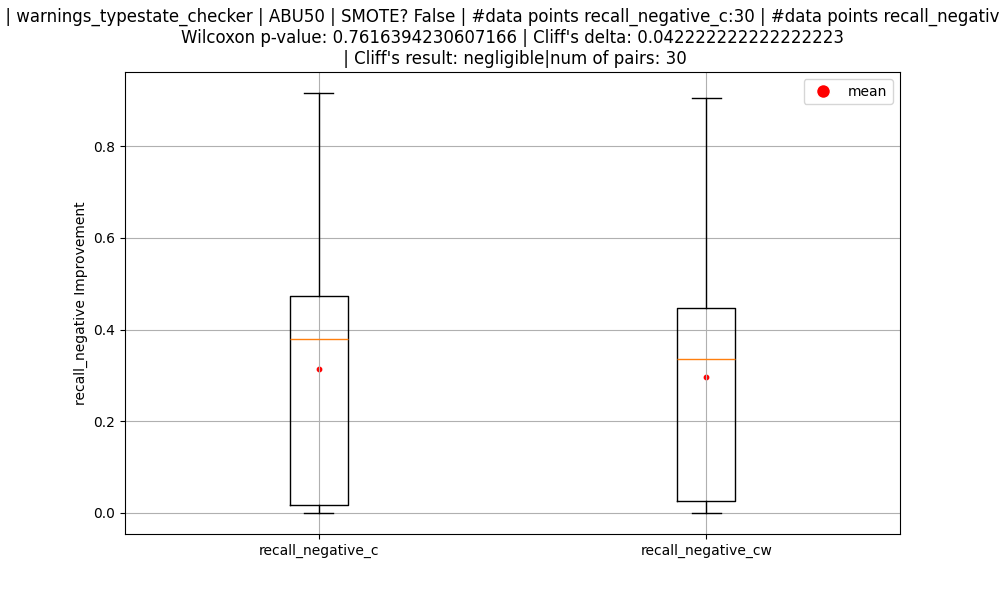 | warnings_typestate_checker | ABU50 | SMOTE? False | #data points recall_negative_c:30 | #data points recall_negativ
Wilcoxon p-value: 0.7616394230607166 | Cliff's delta: 0.042222222222222223
| Cliff's result: negligible|num of pairs: 30
mean
0.8
0.6
0.4
0.2
0.0
recall_negative Improvement
recall_negative_c
recall_negative_cw